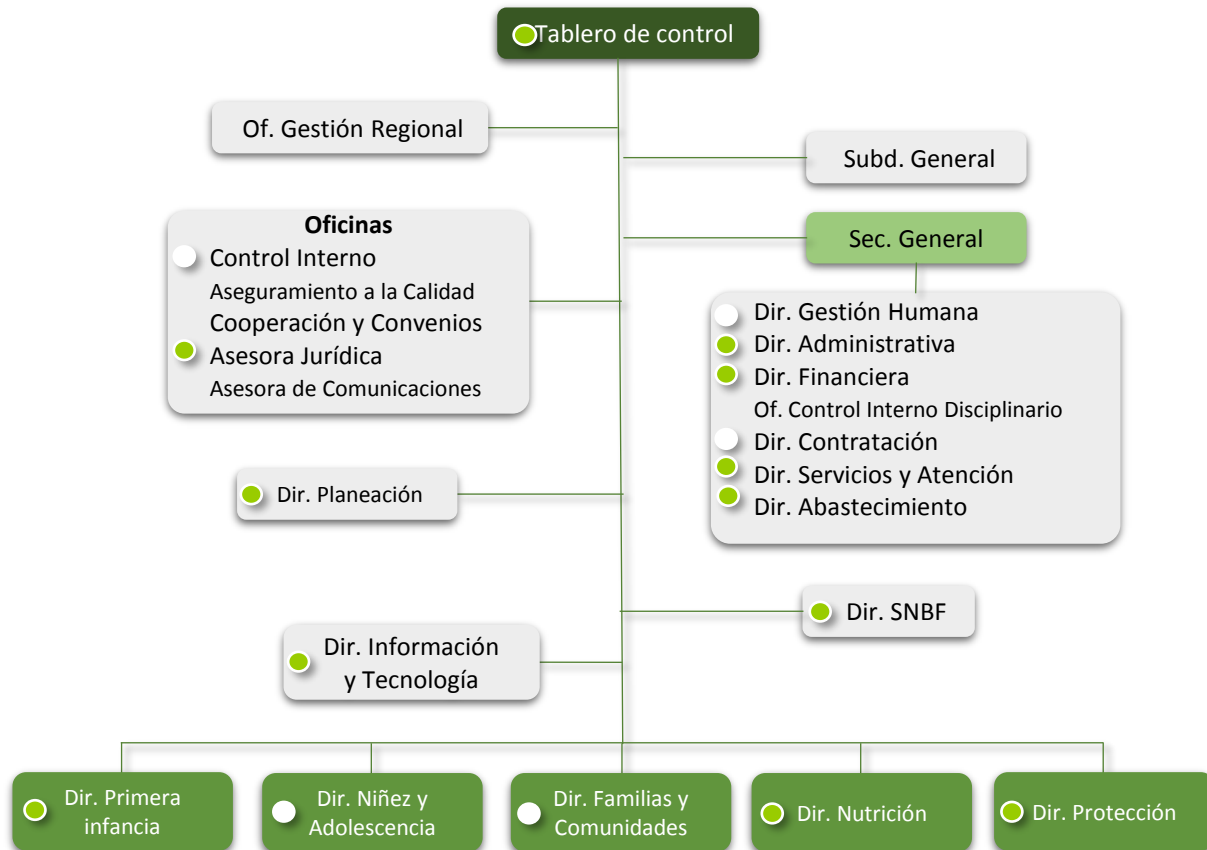 Tablero de control
Of. Gestión Regional
Subd. General
Oficinas
Control Interno
Aseguramiento a la Calidad
Cooperación y Convenios
Asesora Jurídica
Asesora de Comunicaciones
Sec. General
Dir. Gestión Humana
Dir. Administrativa
Dir. Financiera
Of. Control Interno Disciplinario
Dir. Contratación
Dir. Servicios y Atención
Dir. Abastecimiento
Dir. Planeación
Dir. SNBF
Dir. Información
y Tecnología
Dir. Primera
infancia
Dir. Niñez y
Adolescencia
Dir. Familias y
Comunidades
Dir. Nutrición
Dir. Protección